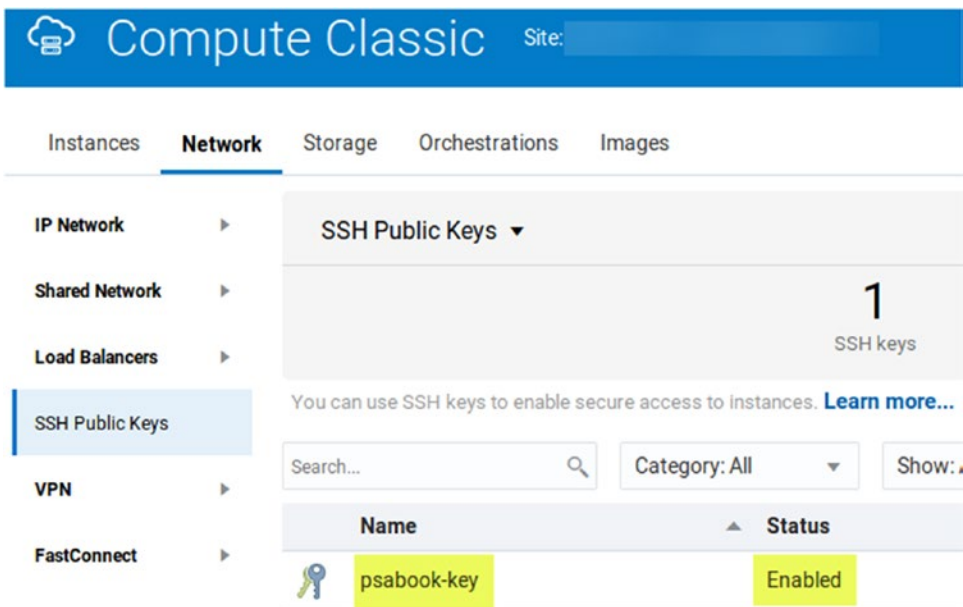 Compute Classic Site:
Instances Network Storage Orchestrations Images
IP Network
Shared Network
Load Balancers
SSH Public Keys
VPN
FastConnect
SSH Public Keys
1
SSH keys
You can use SSH keys to enable secure access to instances. Learn more...
Search... Category: All Show:
Name Status
psabook-key Enabled